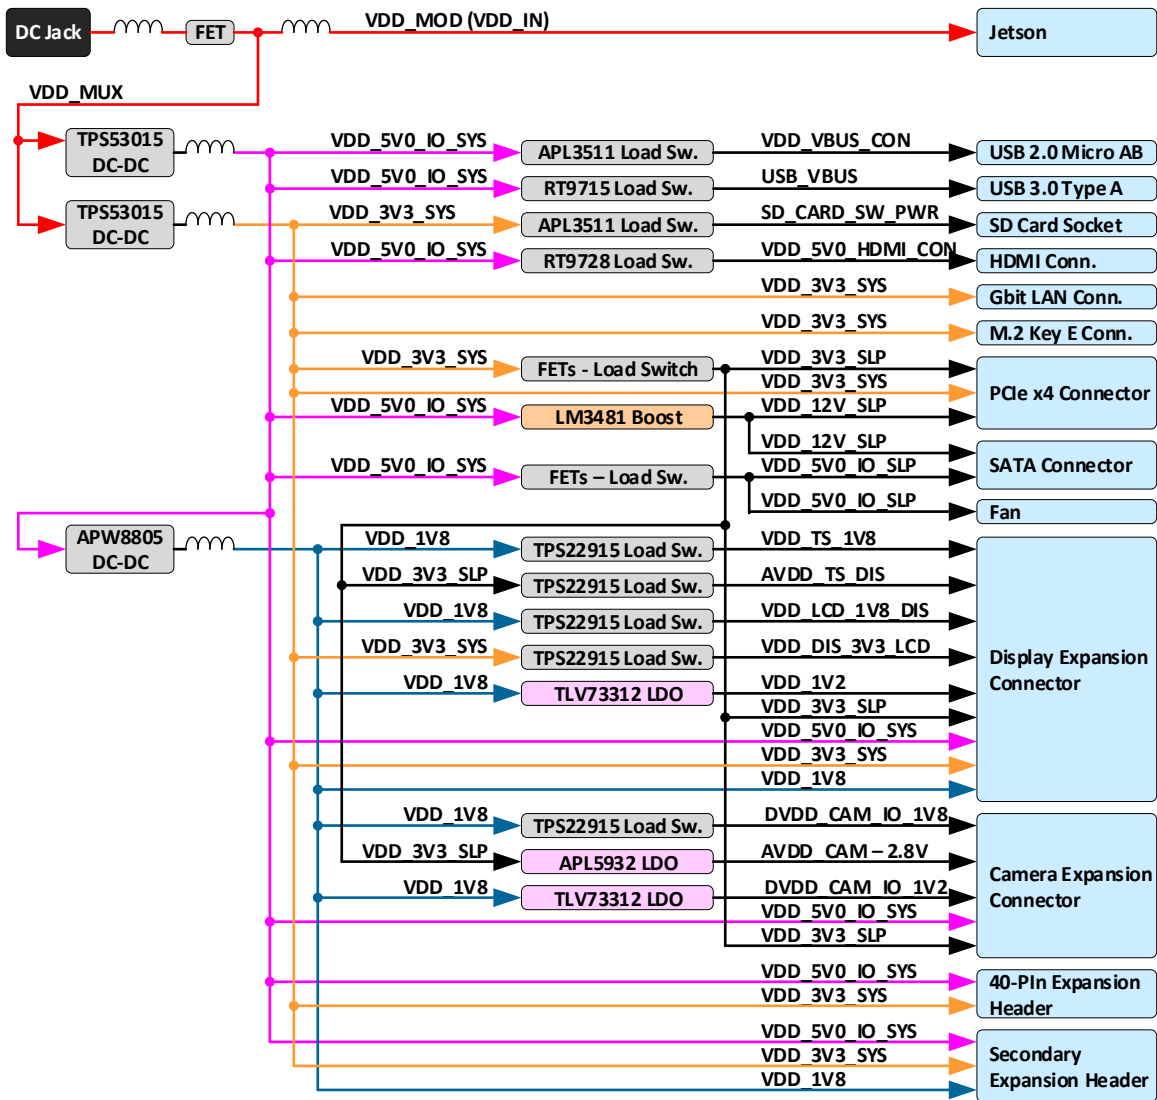 DC Jack
FET
VDD_MOD (VDD_IN)
Jetson
VDD_MUX
TPS53015
DC-DC
VDD_5V0_IO_SYS
APL3511 Load Sw.
VDD_VBUS_CON
USB 2.0 Micro AB
VDD_5V0_IO_SYS
RT9715 Load Sw.
USB_VBUS
USB 3.0 Type A
TPS53015
DC-DC
VDD_3V3_SYS
APL3511 Load Sw.
SD_CARD_SW_PWR
SD Card Socket
VDD_5V0_IO_SYS
RT9728 Load Sw.
VDD_5V0_HDMI_CON
HDMI Conn.
VDD_3V3_SYS
Gbit LAN Conn.
VDD_3V3_SYS
M.2 Key E Conn.
VDD_3V3_SYS
FETs - Load Switch
VDD_3V3_SLP
VDD_3V3_SYS
PCIe x4 Connector
VDD_5V0_IO_SYS
LM3481 Boost
VDD_12V_SLP
VDD_12V_SLP
SATA Connector
VDD_5V0_IO_SYS
FETs – Load Sw.
VDD_5V0_IO_SLP
VDD_5V0_IO_SLP
Fan
APW8805
DC-DC
VDD_1V8
TPS22915 Load Sw.
VDD_TS_1V8
VDD_3V3_SLP
TPS22915 Load Sw.
AVDD_TS_DIS
VDD_1V8
TPS22915 Load Sw.
VDD_LCD_1V8_DIS
VDD_3V3_SYS
TPS22915 Load Sw.
VDD_DIS_3V3_LCD
Display Expansion
Connector
VDD_1V8
TLV73312 LDO
VDD_1V2
VDD_3V3_SLP
VDD_5V0_IO_SYS
VDD_3V3_SYS
VDD_1V8
VDD_1V8
TPS22915 Load Sw.
DVDD_CAM_IO_1V8
VDD_3V3_SLP
APL5932 LDO
AVDD_CAM – 2.8V
Camera Expansion
Connector
VDD_1V8
TLV73312 LDO
DVDD_CAM_IO_1V2
VDD_5V0_IO_SYS
VDD_3V3_SLP
VDD_5V0_IO_SYS
VDD_3V3_SYS
40-PIn Expansion
Header
VDD_5V0_IO_SYS
VDD_3V3_SYS
VDD_1V8
Secondary
Expansion Header